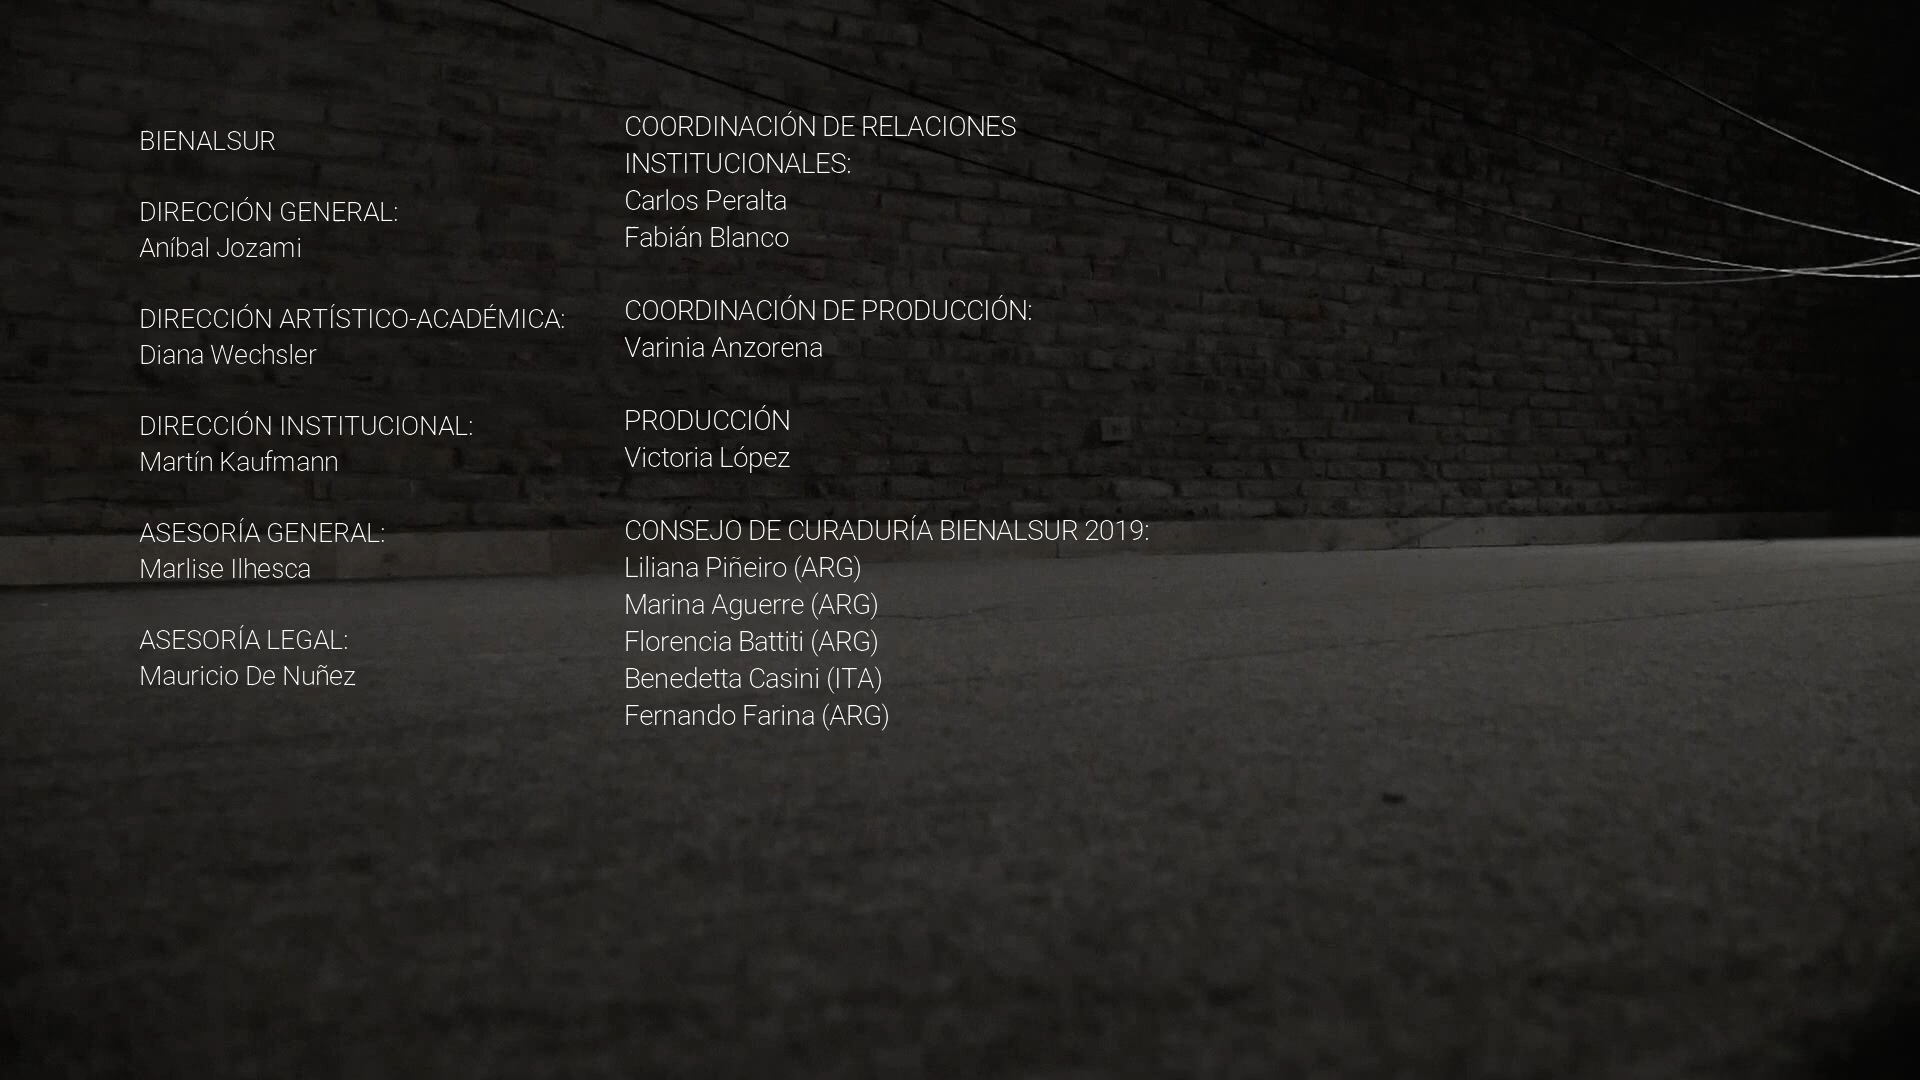 BIENALSUR
DIRECCIÓN GENERAL:
Aníbal Jozami
DIRECCIÓN ARTÍSTICO-ACADÉMICA:
Diana Wechsler
DIRECCIÓN INSTITUCIONAL:
Martín Kaufmann
ASESORÍA GENERAL:
Marlise Ilhesca
ASESORÍA LEGAL:
Mauricio De Nuñez
COORDINACIÓN DE RELACIONES
INSTITUCIONALES:
Carlos Peralta
Fabián Blanco
COORDINACIÓN DE PRODUCCIÓN:
Varinia Anzorena
PRODUCCIÓN
Victoria López
CONSEJO DE CURADURÍA BIENALSUR 2019:
Liliana Piñeiro (ARG)
Marina Aguerre (ARG)
Florencia Battiti (ARG)
Benedetta Casini (ITA)
Fernando Farina (ARG)